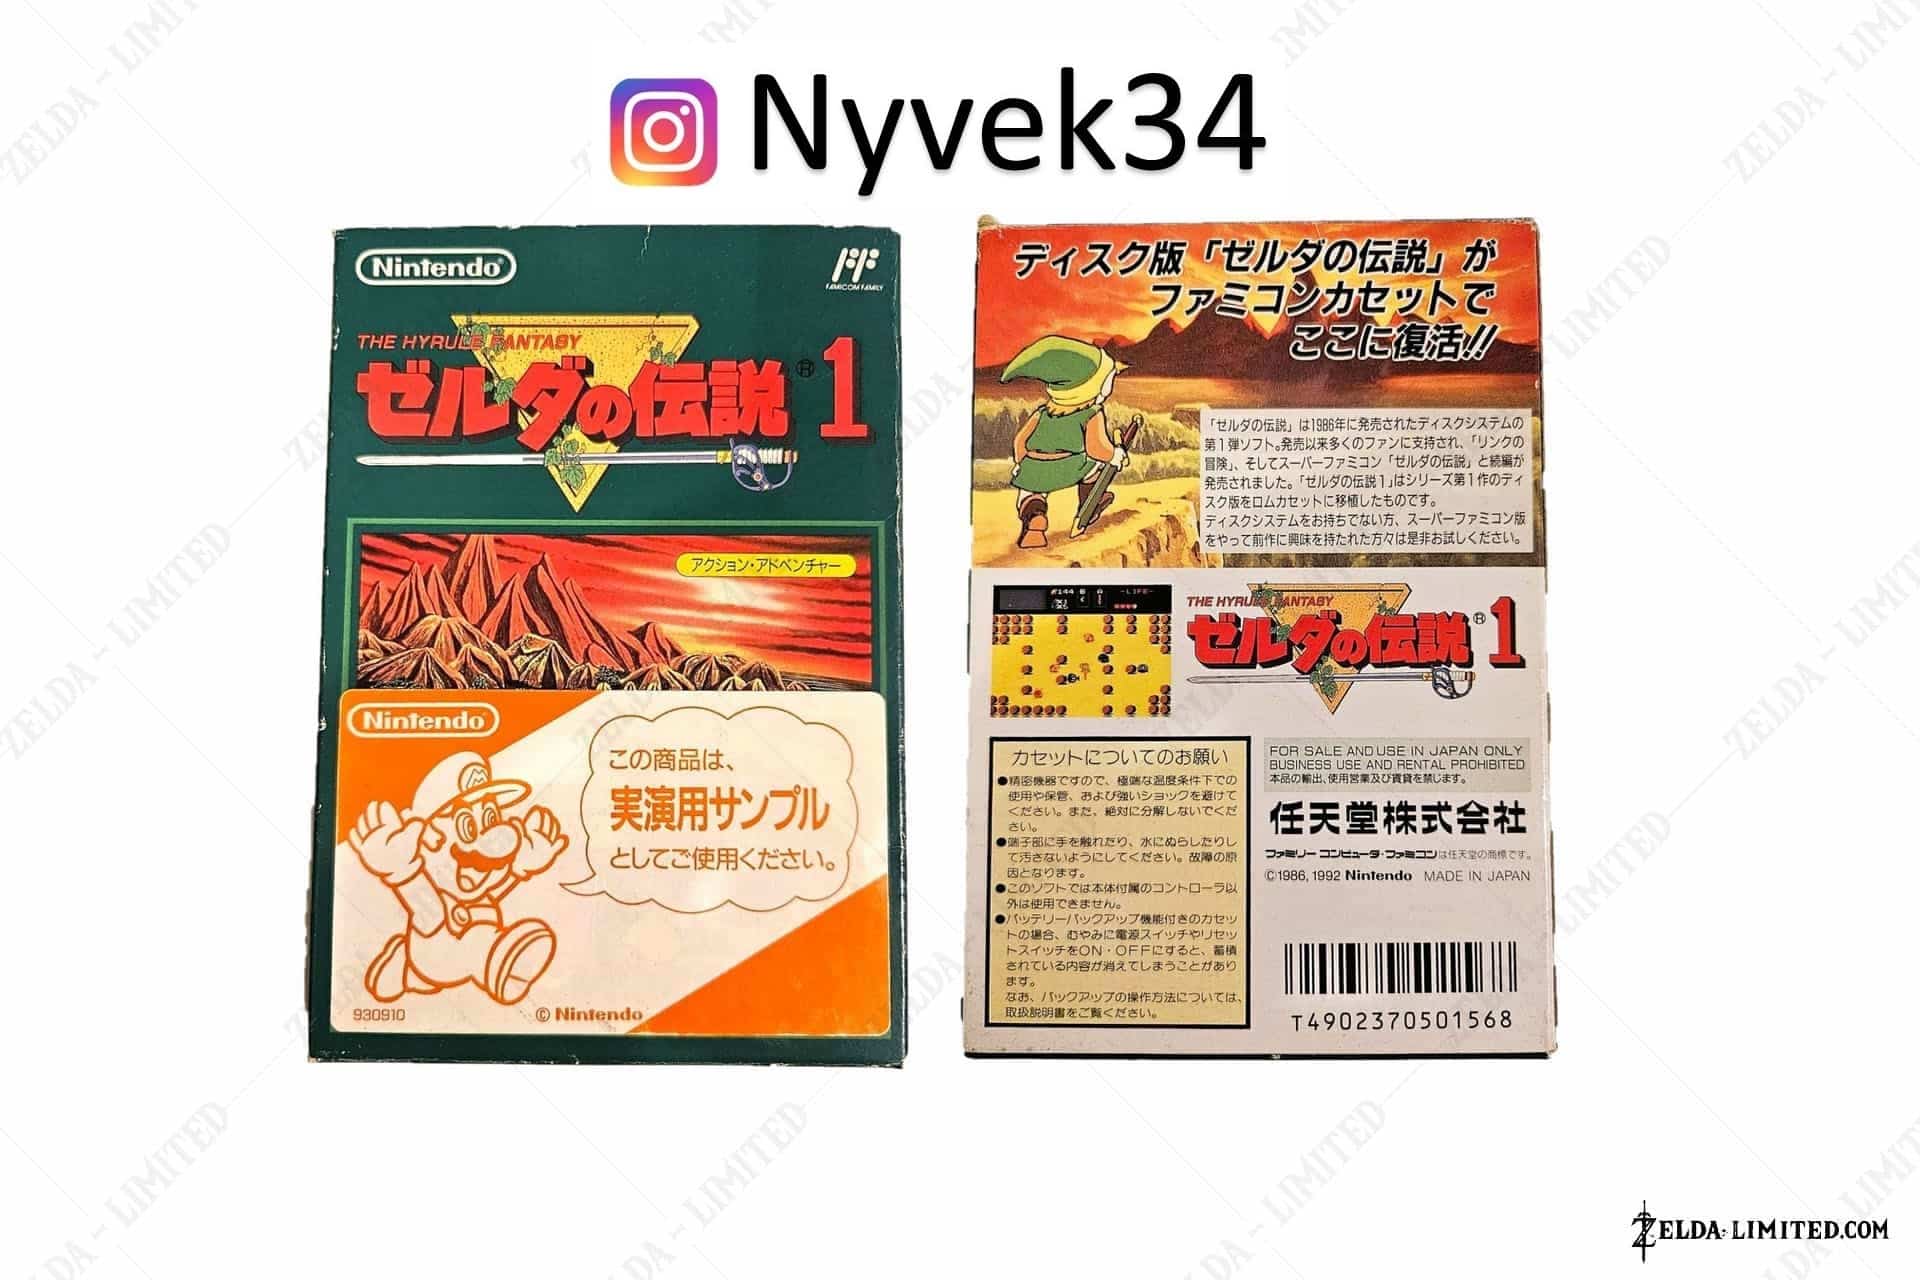 Nyvek34
Nintendo®
FAMICOM FAMILY
THE HYRULE FANTASY
ゼルダの伝説® 1
アクション・アドベンチャー
Nintendo®
この商品は、
実演用サンプル
としてご使用ください。
930910
© Nintendo
ディスク版「ゼルダの伝説」が
ファミコンカセットで
ここに復活!!
「ゼルダの伝説」は1986年に発売されたディスクシステムの
第1弾ソフト。発売以来多くのファンに支持され、「リンクの
冒険」、そしてスーパーファミコン「ゼルダの伝説」と続編が
発売されました。「ゼルダの伝説1」はシリーズ第1作のディ
スク版をロムカセットに移植したものです。
ディスクシステムをお持ちでない方、スーパーファミコン版
をやって前作に興味を持たれた方々は是非お試しください。
-LIFE-
THE HYRULE FANTASY
ゼルダの伝説® 1
カセットについてのお願い
●精密機器ですので、極端な温度条件下での
使用や保管、および強いショックを避けて
ください。また、絶対に分解しないでくだ
さい。
●端子部に手を触れたり、水にぬらしたりし
て汚さないようにしてください。故障の原
因となります。
●このソフトでは本体付属のコントローラ以
外は使用できません。
●バッテリーバックアップ機能付きのカセッ
トの場合、むやみに電源スイッチやリセッ
トスイッチをON・OFFにすると、蓄積
されている内容が消えてしまうことがあり
ます。
なお、バックアップの操作方法については、
取扱説明書をご覧ください。
FOR SALE AND USE IN JAPAN ONLY
BUSINESS USE AND RENTAL PROHIBITED
本品の輸出、使用営業及び賃貸を禁じます。
任天堂株式会社
ファミリーコンピュータ・ファミコンは任天堂の商標です。
©1986, 1992 Nintendo MADE IN JAPAN
T4902370501568
ZELDA-LIMITED.COM